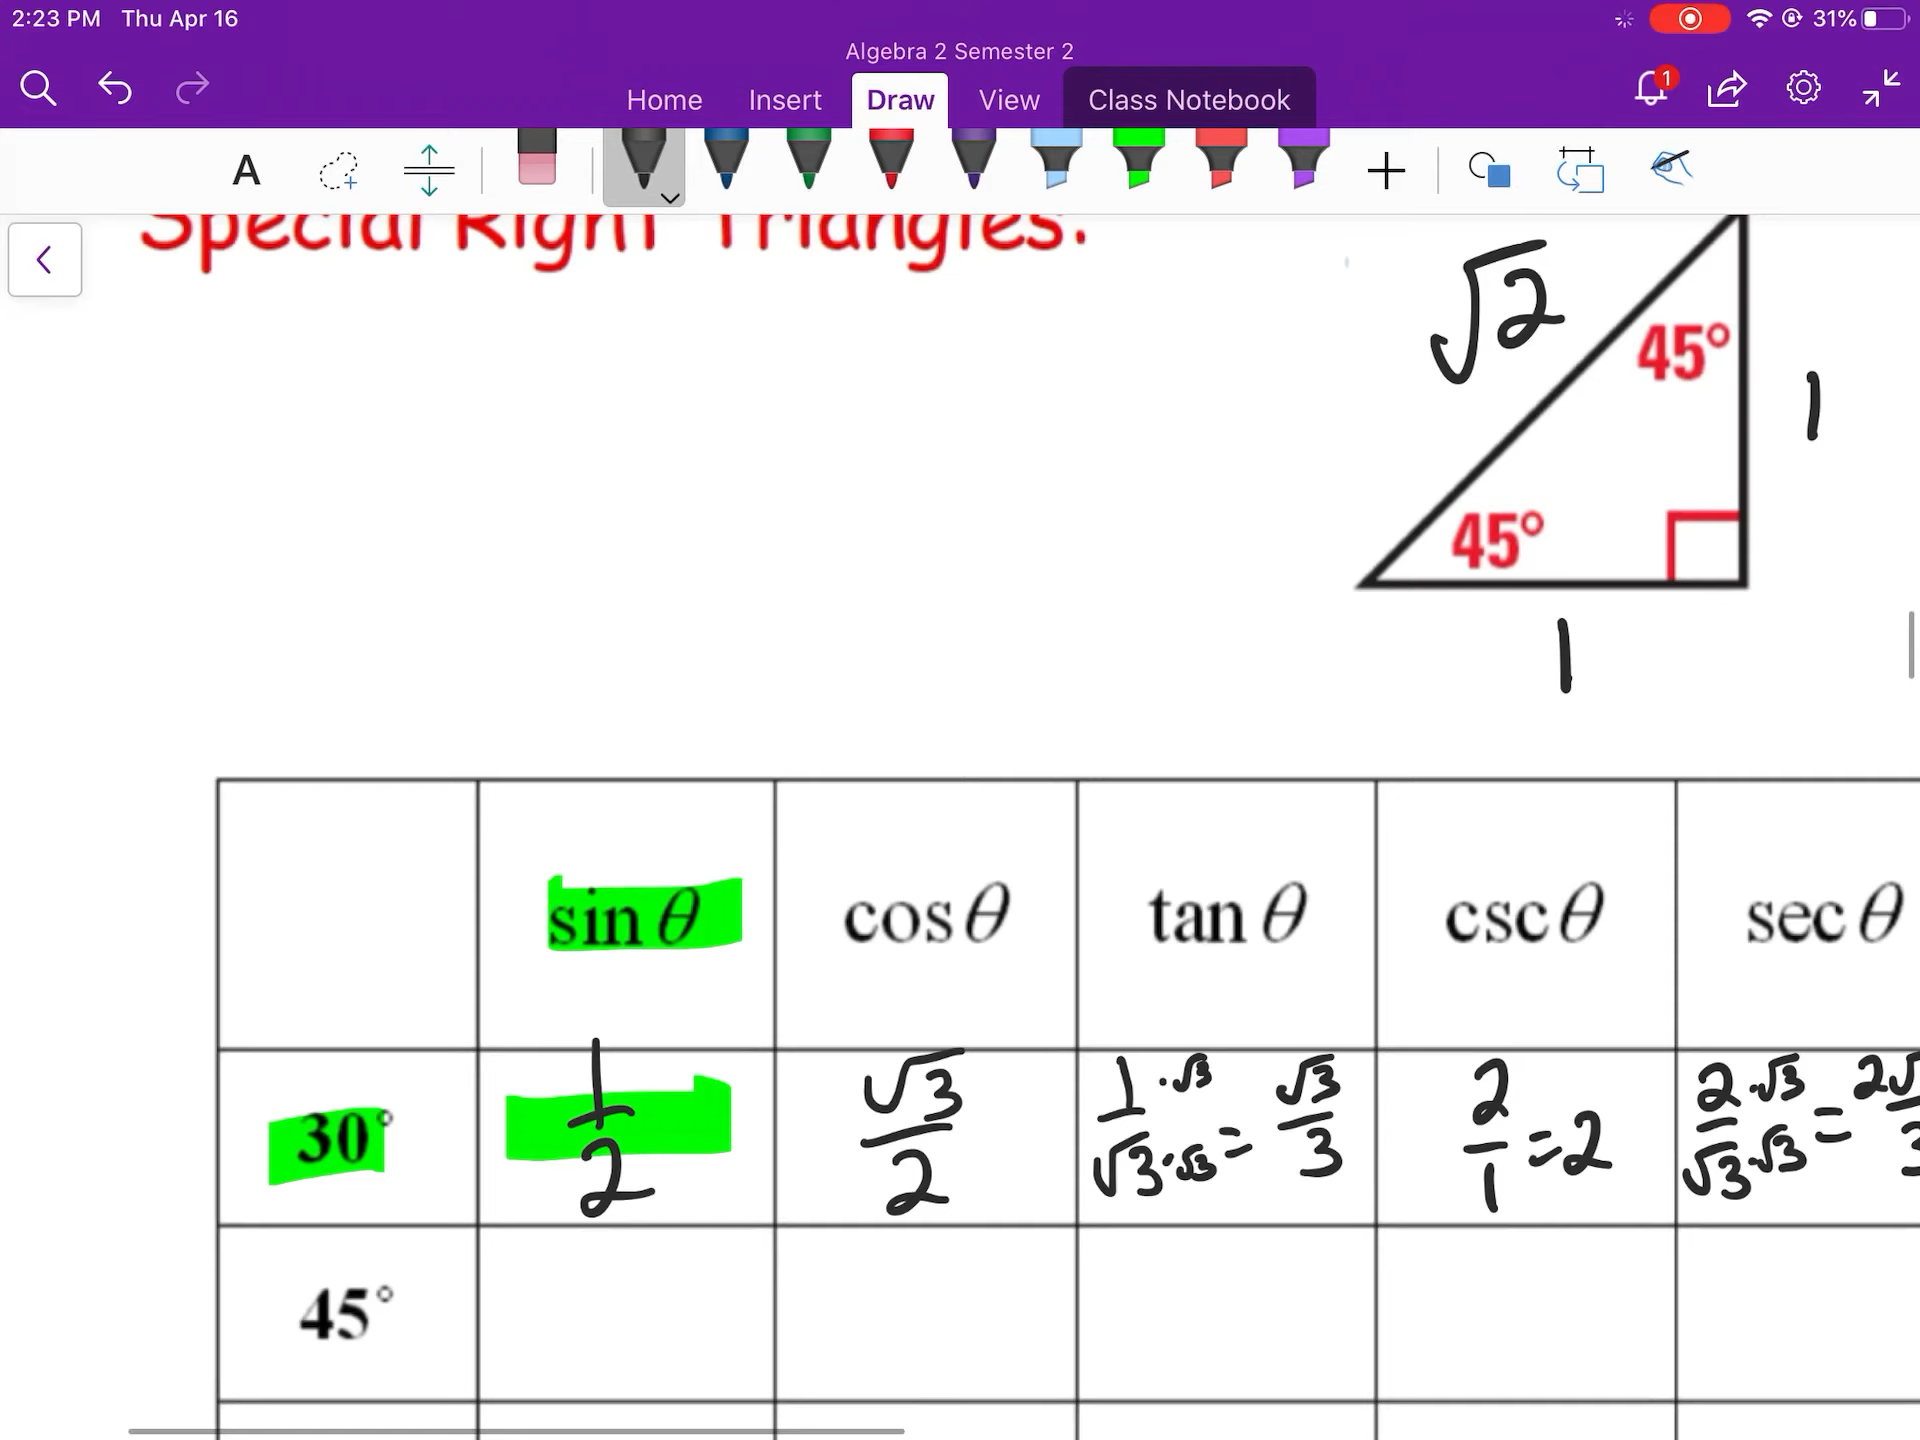 2:23 PM Thu Apr 16
31%
Algebra 2 Semester 2
Home Insert Draw View Class Notebook
1
A
Special Right Triangles:
√2
45°
1
45°
1
sin θ cos θ tan θ csc θ sec θ
30° 1/2 √3/2 1·√3/√3·√3 = √3/3 2/1 = 2 2·√3/√3·√3 = 2√
45°